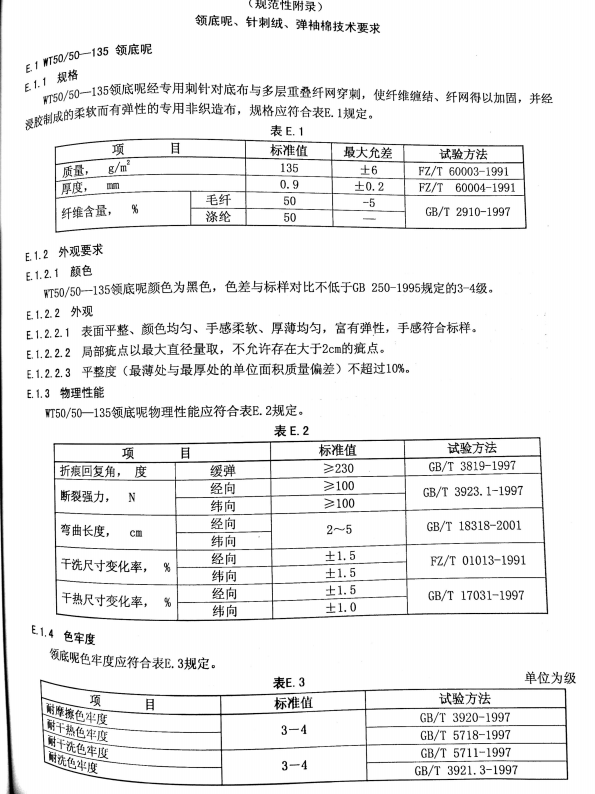 （规范性附录）
领底呢、针刺绒、弹袖棉技术要求
E.1 WT50/50—135 领底呢
E.1.1 规格
WT50/50—135领底呢经专用刺针对底布与多层重叠纤网穿刺，使纤维缠结、纤网得以加固，并经
浸胶制成的柔软而有弹性的专用非织造布，规格应符合表E.1规定。
表 E.1
项 目 标准值 最大允差 试验方法
质量， g/m² 135 ±6 FZ/T 60003-1991
厚度， mm 0.9 ±0.2 FZ/T 60004-1991
纤维含量， % 毛纤 50 -5 GB/T 2910-1997
涤纶 50 —
E.1.2 外观要求
E.1.2.1 颜色
WT50/50—135领底呢颜色为黑色，色差与标样对比不低于GB 250-1995规定的3-4级。
E.1.2.2 外观
E.1.2.2.1 表面平整、颜色均匀、手感柔软、厚薄均匀，富有弹性，手感符合标样。
E.1.2.2.2 局部疵点以最大直径量取，不允许存在大于2cm的疵点。
E.1.2.2.3 平整度（最薄处与最厚处的单位面积质量偏差）不超过10%。
E.1.3 物理性能
WT50/50—135领底呢物理性能应符合表E.2规定。
表 E.2
项 目 标准值 试验方法
折痕回复角， 度 缓弹 ≥230 GB/T 3819-1997
断裂强力， N 经向 ≥100 GB/T 3923.1-1997
纬向 ≥100
弯曲长度， cm 经向 2～5 GB/T 18318-2001
纬向
干洗尺寸变化率， % 经向 ±1.5 FZ/T 01013-1991
纬向 ±1.5
干热尺寸变化率， % 经向 ±1.5 GB/T 17031-1997
纬向 ±1.0
E.1.4 色牢度
领底呢色牢度应符合表E.3规定。
表E.3 单位为级
项 目 标准值 试验方法
耐摩擦色牢度 3—4 GB/T 3920-1997
耐干热色牢度 GB/T 5718-1997
耐干洗色牢度 3—4 GB/T 5711-1997
耐洗色牢度 GB/T 3921.3-1997